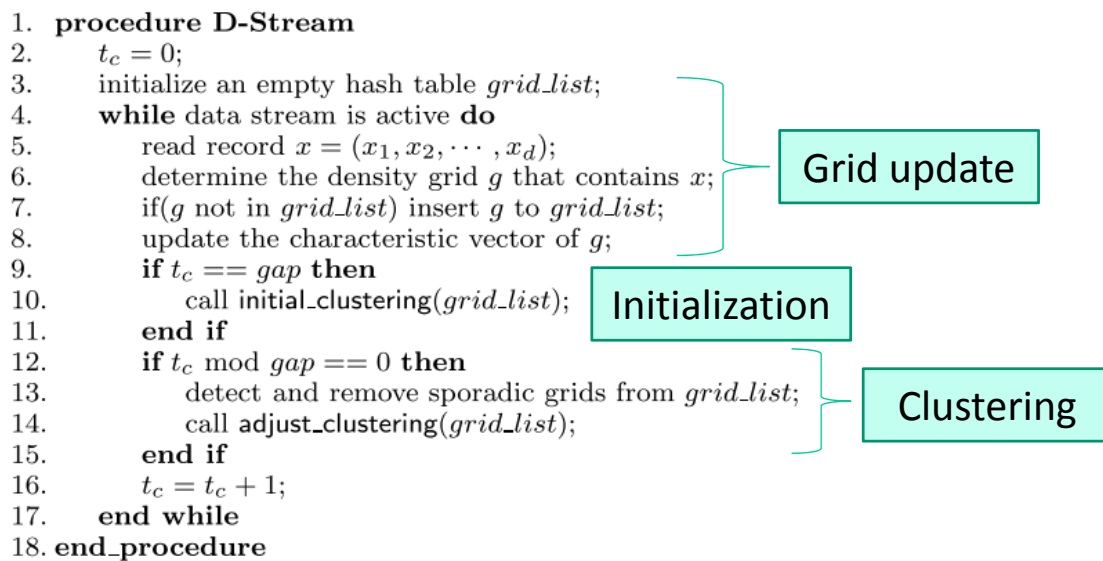 1. procedure D-Stream
2. t_c = 0;
3. initialize an empty hash table grid_list;
4. while data stream is active do
5. read record x = (x_1, x_2, ⋯ , x_d);
6. determine the density grid g that contains x;
7. if(g not in grid_list) insert g to grid_list;
8. update the characteristic vector of g;
Grid update
9. if t_c == gap then
10. call initial_clustering(grid_list);
11. end if
Initialization
12. if t_c mod gap == 0 then
13. detect and remove sporadic grids from grid_list;
14. call adjust_clustering(grid_list);
15. end if
Clustering
16. t_c = t_c + 1;
17. end while
18. end_procedure